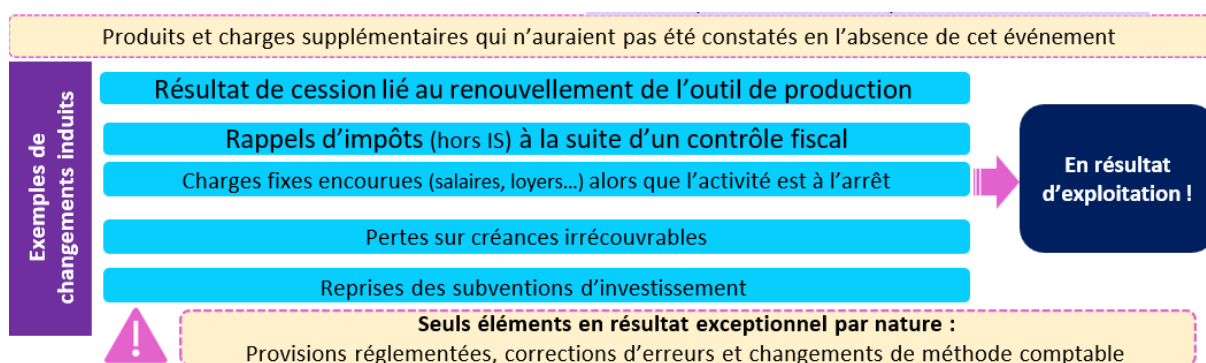 Produits et charges supplémentaires qui n’auraient pas été constatés en l’absence de cet événement
Exemples de
changements induits
Résultat de cession lié au renouvellement de l’outil de production
Rappels d’impôts (hors IS) à la suite d’un contrôle fiscal
Charges fixes encourues (salaires, loyers…) alors que l’activité est à l’arrêt
Pertes sur créances irrécouvrables
Reprises des subventions d’investissement
En résultat
d’exploitation !
Seuls éléments en résultat exceptionnel par nature :
Provisions réglementées, corrections d’erreurs et changements de méthode comptable